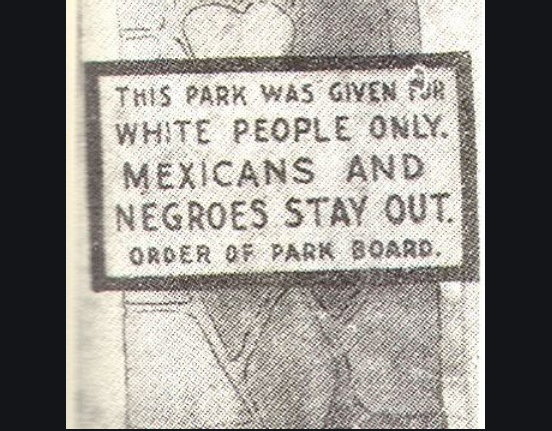 THIS PARK WAS GIVEN FOR
WHITE PEOPLE ONLY.
MEXICANS AND
NEGROES STAY OUT.
ORDER OF PARK BOARD.